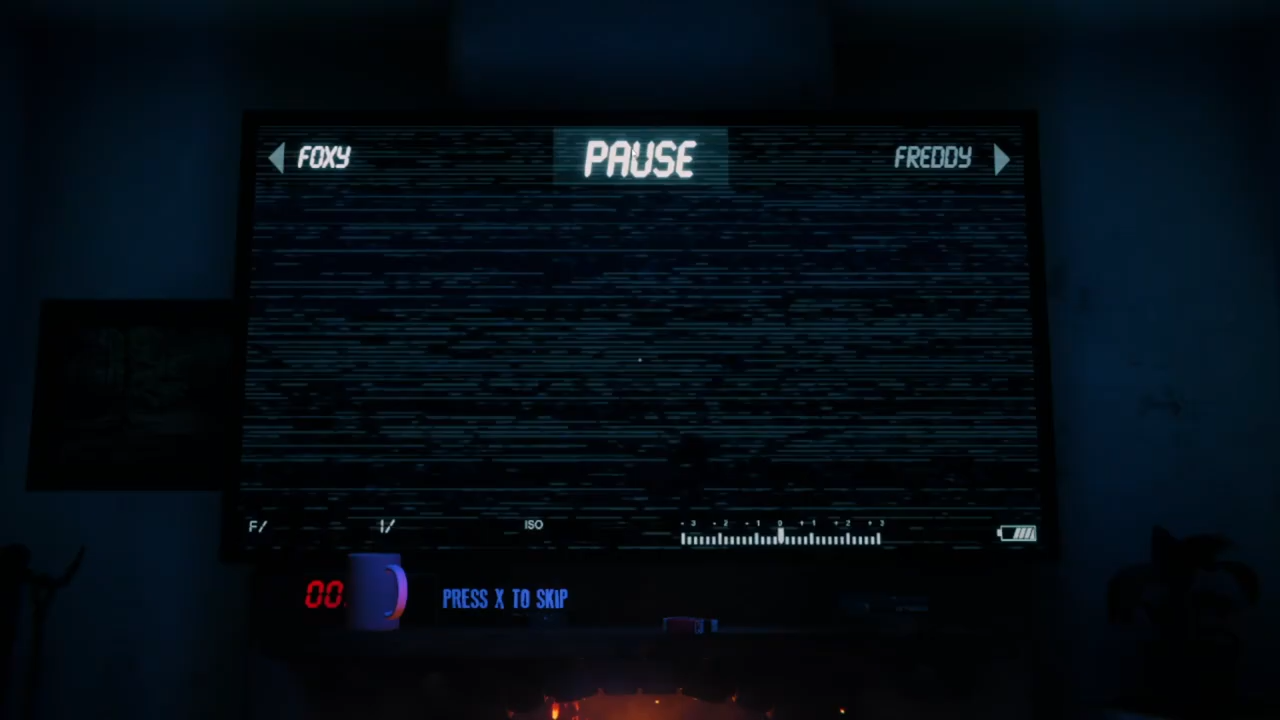 FOXY
PAUSE
FREDDY
F/
1/
ISO
-3 -2 -1 0 +1 +2 +3
00
PRESS X TO SKIP